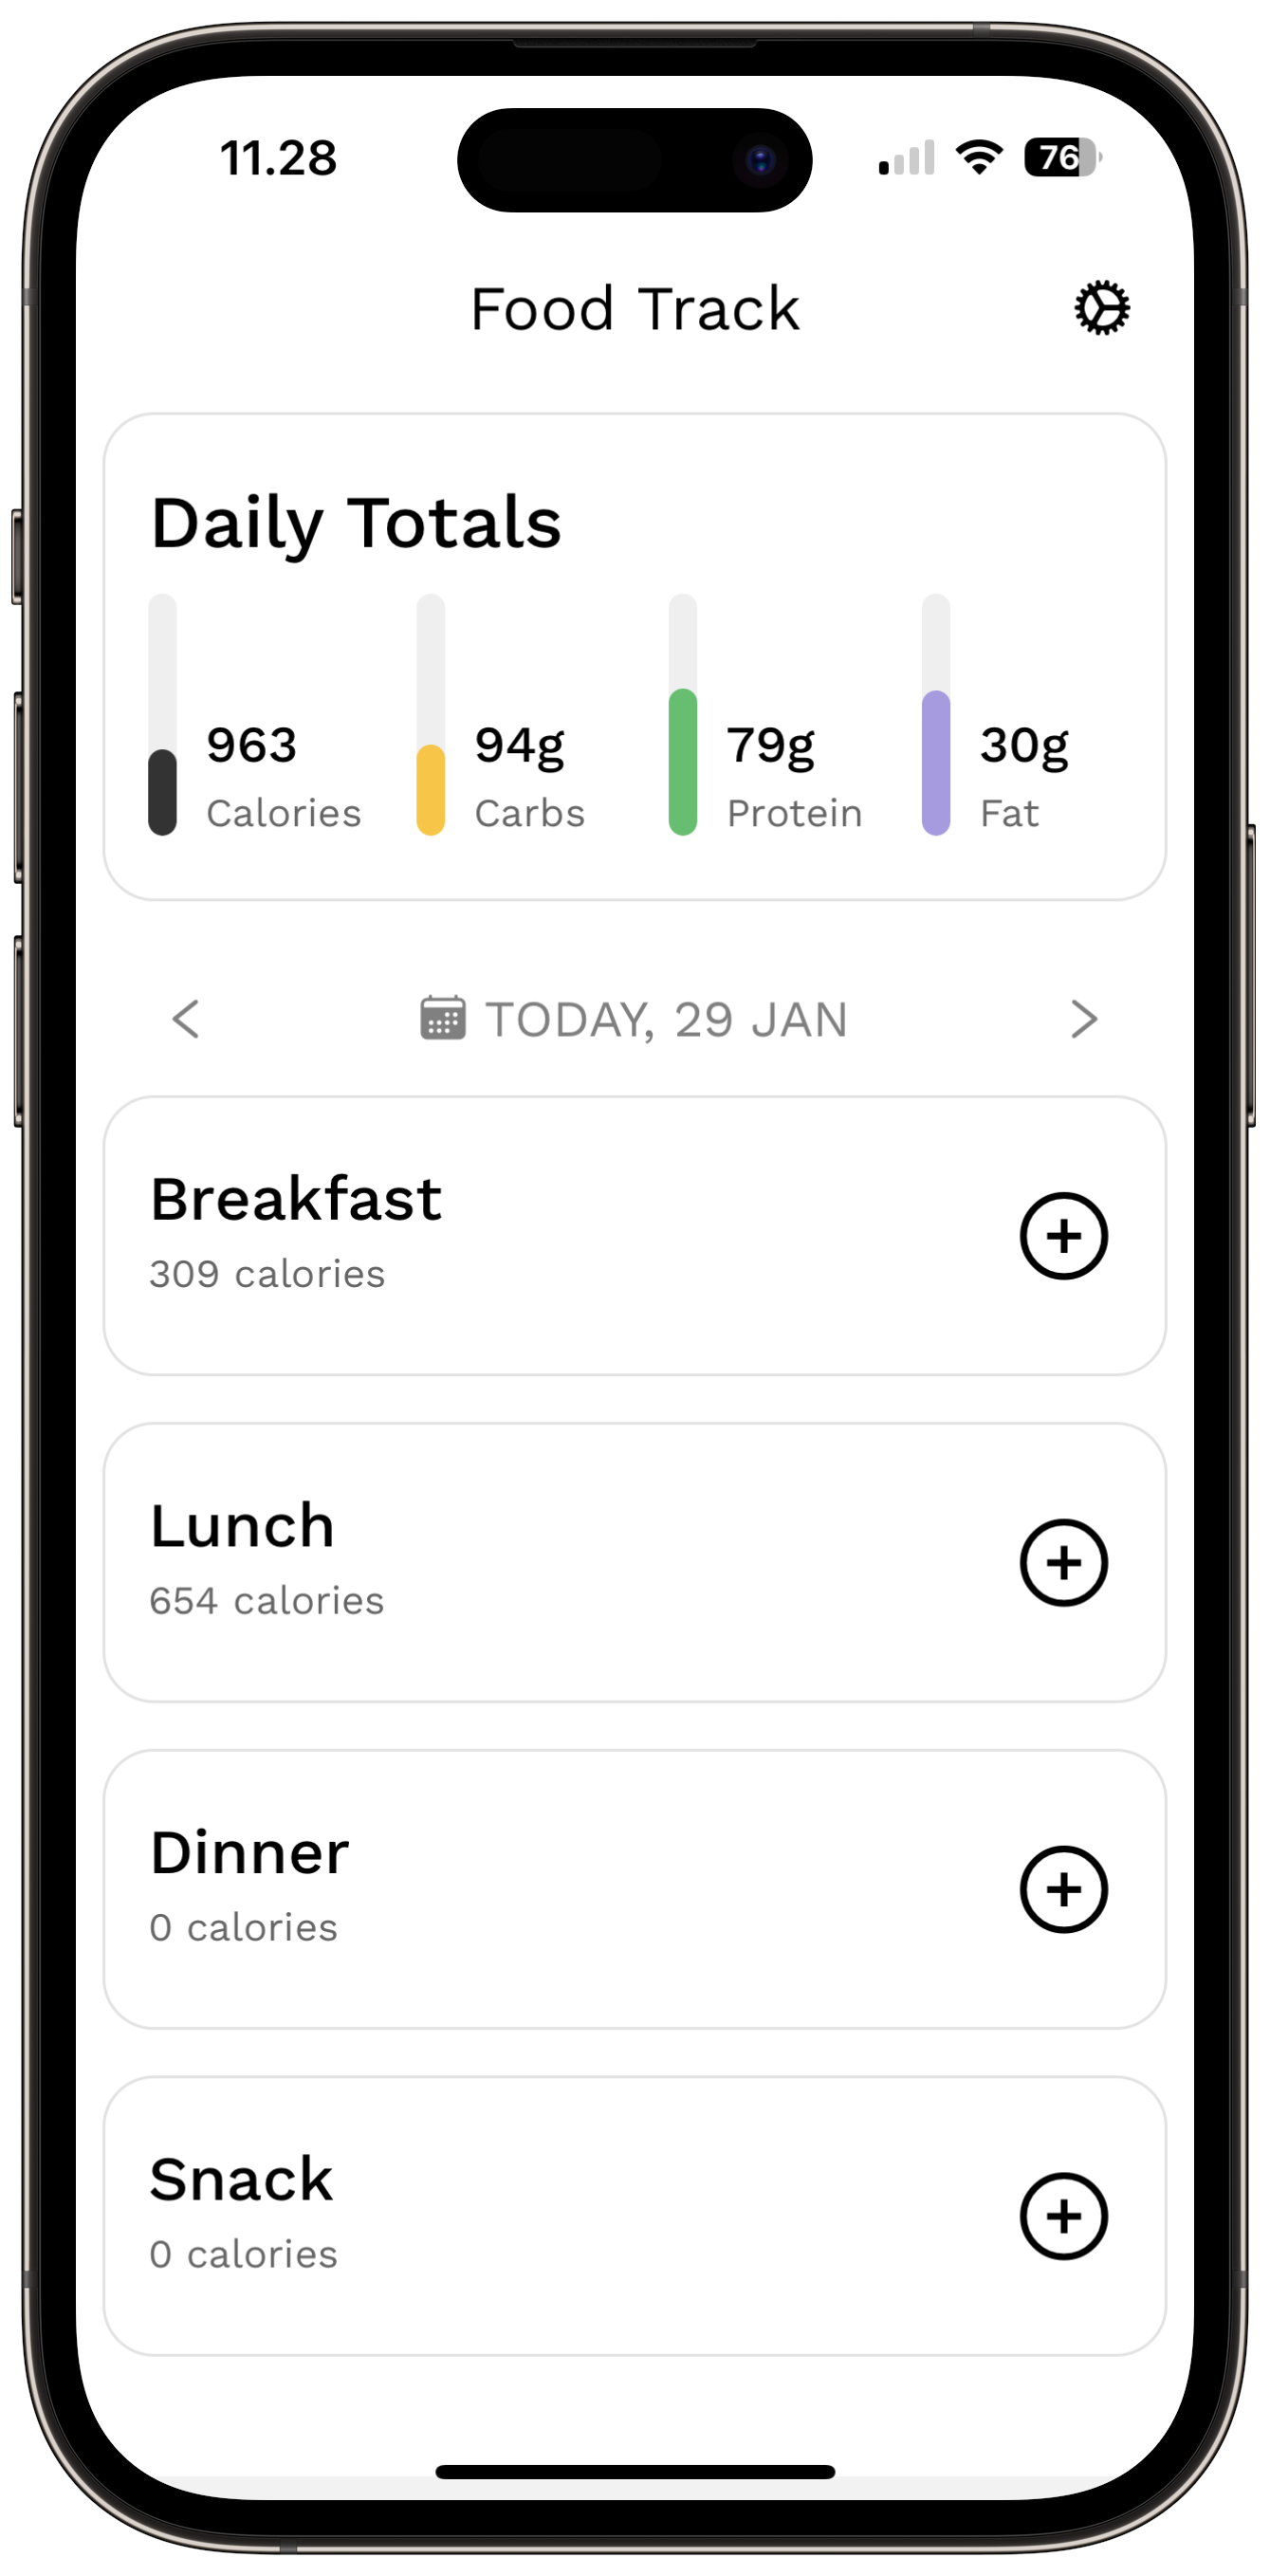 11.28
76
Food Track
Daily Totals
963
Calories
94g
Carbs
79g
Protein
30g
Fat
TODAY, 29 JAN
Breakfast
309 calories
Lunch
654 calories
Dinner
0 calories
Snack
0 calories